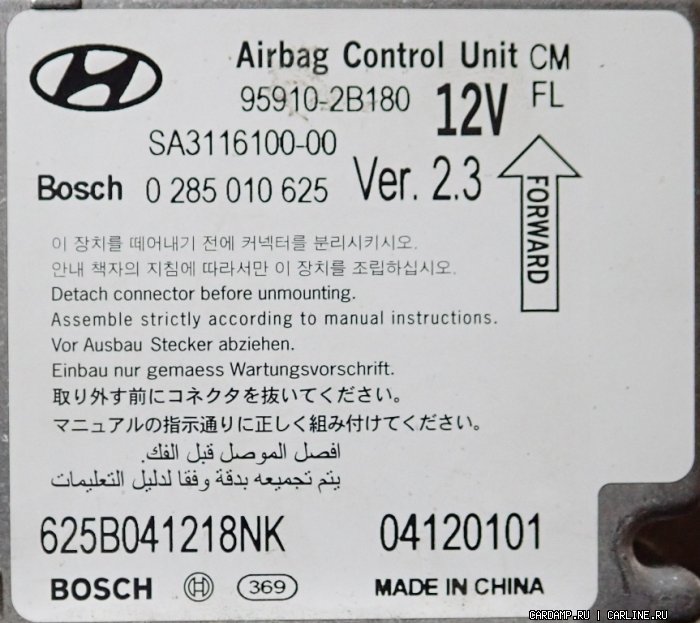 Airbag Control Unit CM
95910-2B180 12V FL
SA3116100-00
Bosch 0 285 010 625 Ver. 2.3
FORWARD
이 장치를 떼어내기 전에 커넥터를 분리시키시오.
안내 책자의 지침에 따라서만 이 장치를 조립하십시오.
Detach connector before unmounting.
Assemble strictly according to manual instructions.
Vor Ausbau Stecker abziehen.
Einbau nur gemaess Wartungsvorschrift.
取り外す前にコネクタを抜いてください。
マニュアルの指示通りに正しく組み付けてください。
افصل الموصل قبل الفك.
يتم تجميعه بدقة وفقا لدليل التعليمات
625B041218NK 04120101
BOSCH 369 MADE IN CHINA
CARDAMP.RU | CARLINE.RU